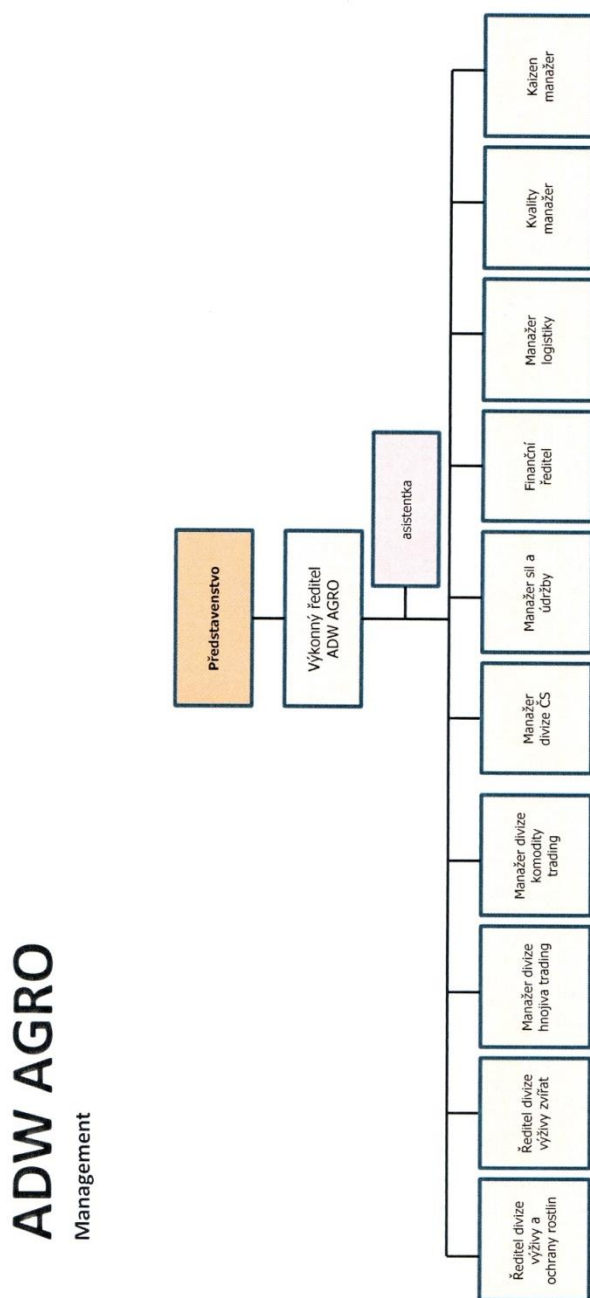 ADW AGRO
Management
Představenstvo
Výkonný ředitel
ADW AGRO
asistentka
Ředitel divize
výživy a
ochrany rostlin
Ředitel divize
výživy zvířat
Manažer divize
hnojiva trading
Manažer divize
komodity
trading
Manažer
divize ČS
Manažer sil a
údržby
Finanční
ředitel
Manažer
logistiky
Kvality
manažer
Kaizen
manažer